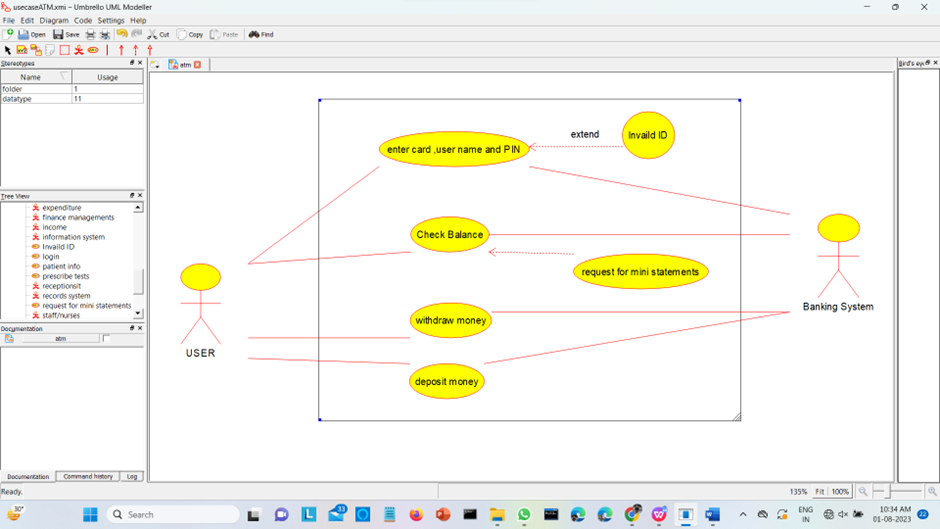 usecaseATM.xmi – Umbrello UML Modeller
File Edit Diagram Code Settings Help
Open Save Cut Copy Paste Find
Stereotypes
Name Usage
folder 1
datatype 11
Tree View
expenditure
finance managements
income
information system
Invaild ID
login
patient info
prescribe tests
receptionsit
records system
request for mini statements
staff/nurses
Documentation
atm
Documentation Command history Log
Ready.
atm
Bird's ey
extend
Invaild ID
enter card ,user name and PIN
Check Balance
request for mini statements
withdraw money
deposit money
USER
Banking System
135% Fit 100%
30°
Search
33
ENG
IN
10:34 AM
01-08-2023
22